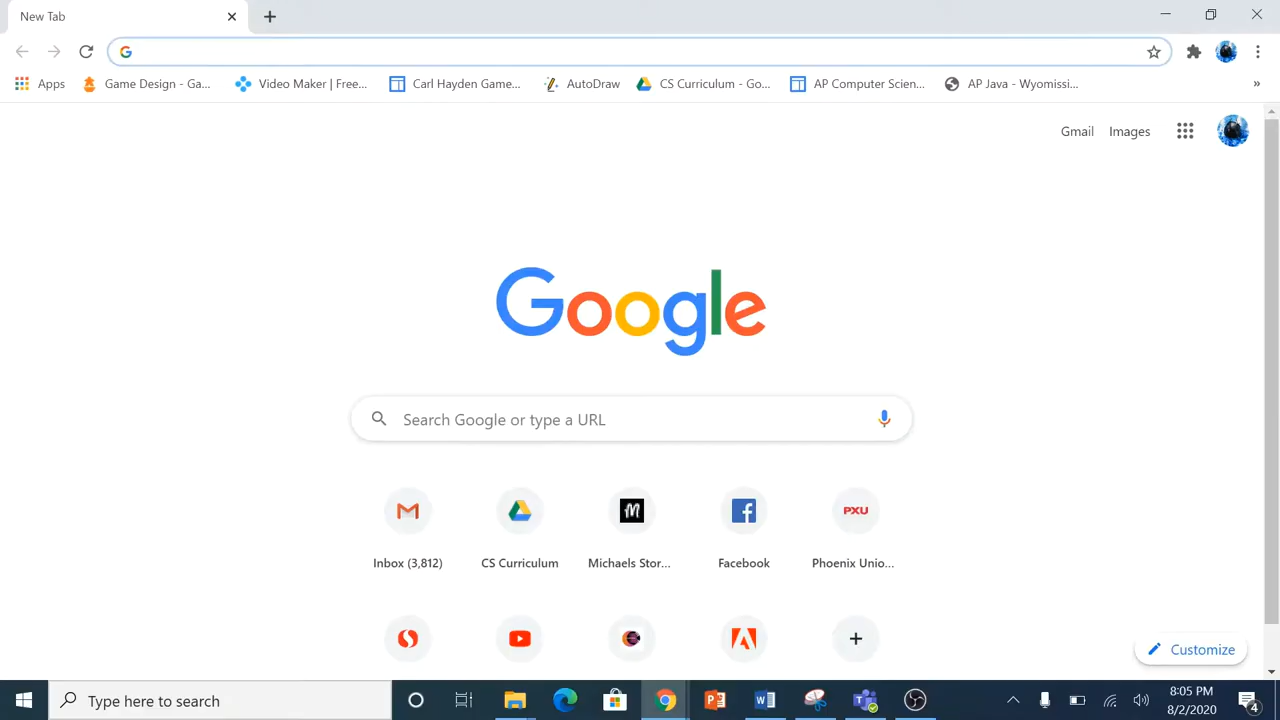 New Tab
Apps Game Design - Ga... Video Maker | Free... Carl Hayden Game... AutoDraw CS Curriculum - Go... AP Computer Scien... AP Java - Wyomissi... »
Gmail Images
Google
Search Google or type a URL
M PXU
Inbox (3,812) CS Curriculum Michaels Stor... Facebook Phoenix Unio...
Customize
Type here to search
8:05 PM
8/2/2020
4